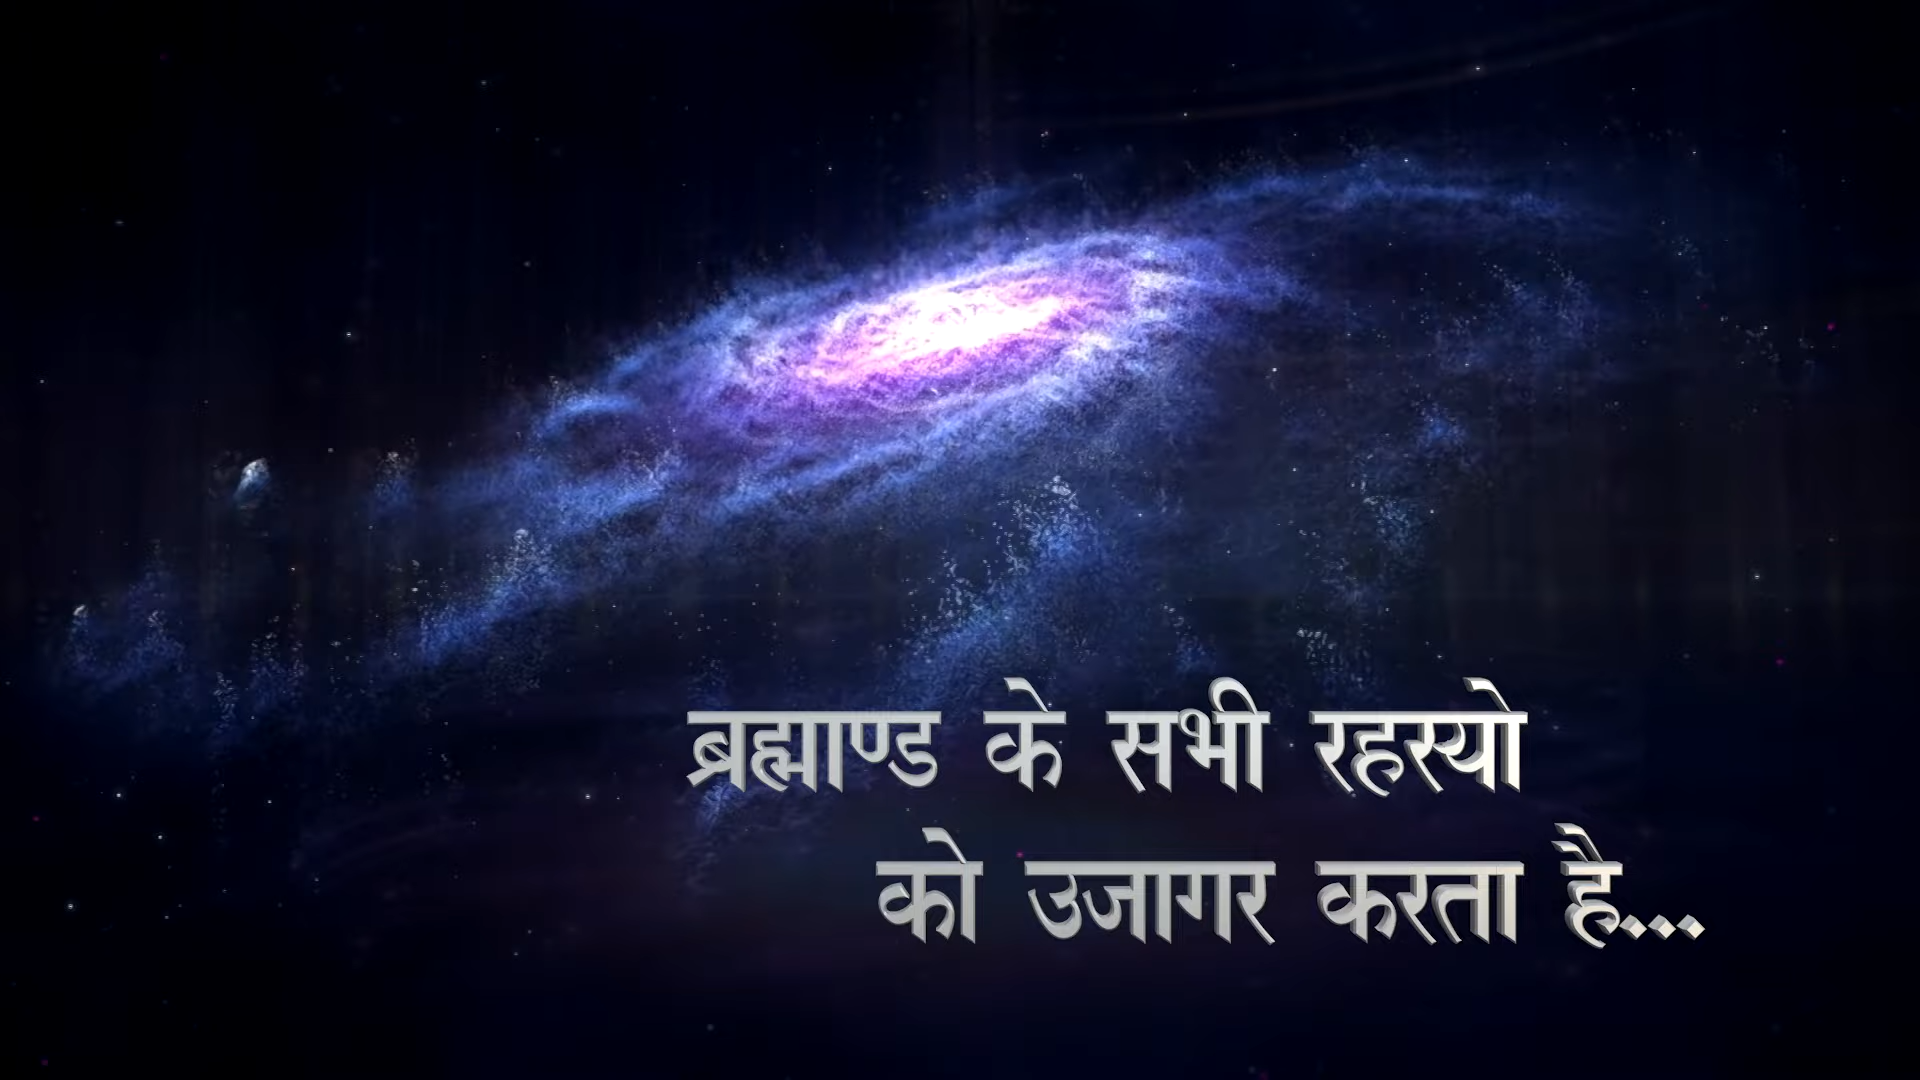 ब्रह्माण्ड के सभी रहस्यो
को उजागर करता है...